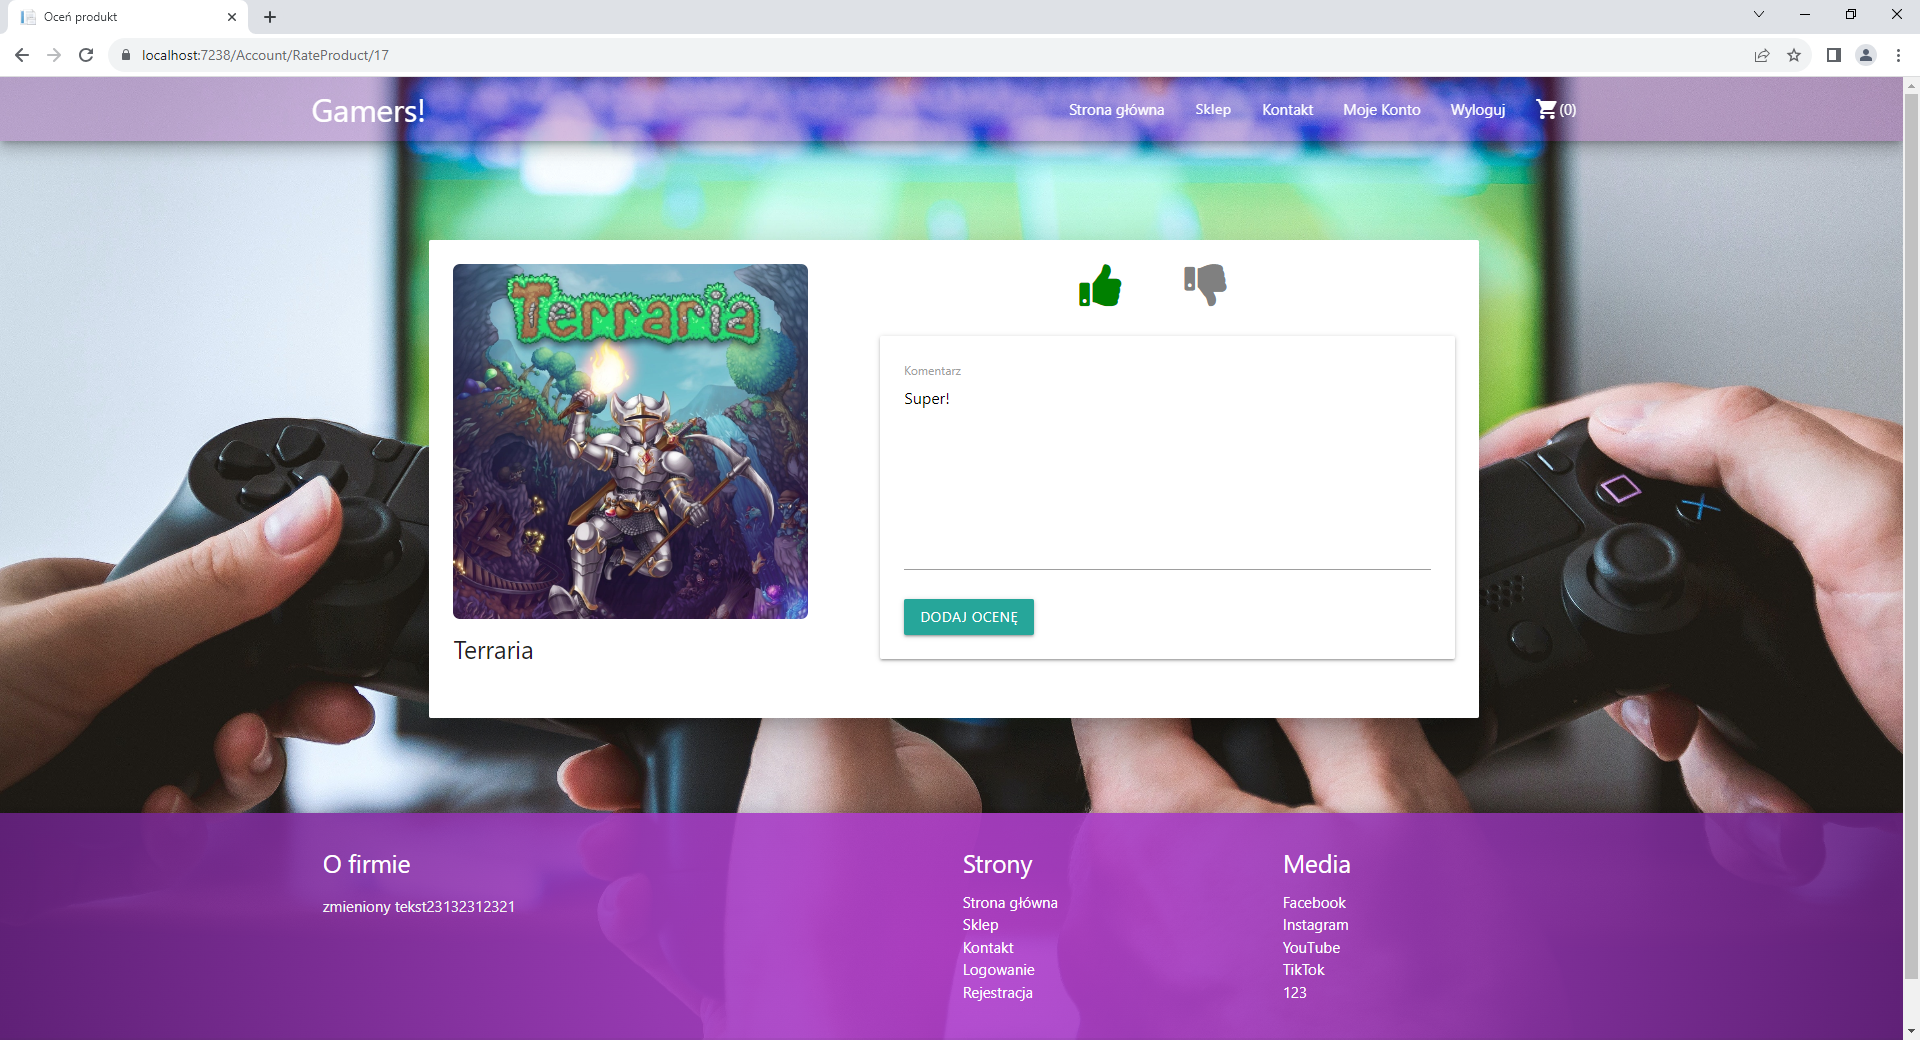 Oceń produkt
localhost:7238/Account/RateProduct/17
Gamers!
Strona główna Sklep Kontakt Moje Konto Wyloguj (0)
Terraria
Komentarz
Super!
DODAJ OCENĘ
Terraria
O firmie
zmieniony tekst23132312321
Strony
Strona główna
Sklep
Kontakt
Logowanie
Rejestracja
Media
Facebook
Instagram
YouTube
TikTok
123